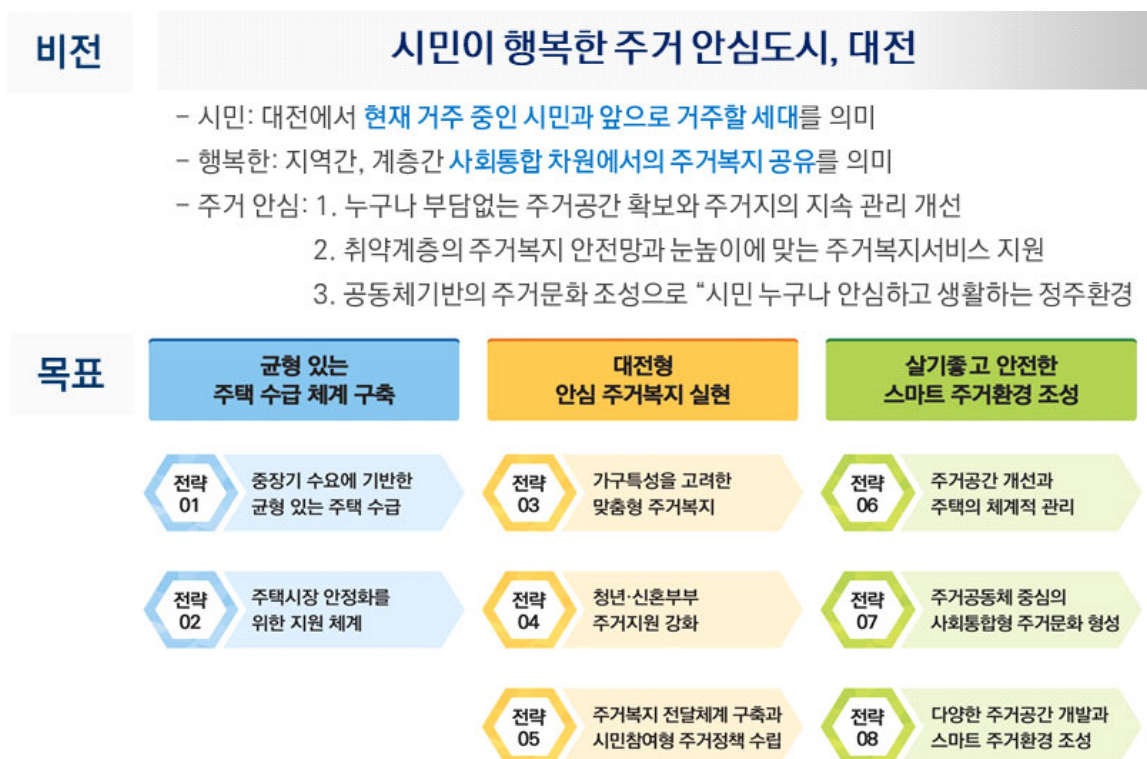 비전
시민이 행복한 주거 안심도시, 대전
- 시민: 대전에서 현재 거주 중인 시민과 앞으로 거주할 세대를 의미
- 행복한: 지역간, 계층간 사회통합 차원에서의 주거복지 공유를 의미
- 주거 안심: 1. 누구나 부담없는 주거공간 확보와 주거지의 지속 관리 개선
2. 취약계층의 주거복지 안전망과 눈높이에 맞는 주거복지서비스 지원
3. 공동체기반의 주거문화 조성으로 “시민 누구나 안심하고 생활하는 정주환경
목표
균형 있는
주택 수급 체계 구축
전략
01
중장기 수요에 기반한
균형 있는 주택 수급
전략
02
주택시장 안정화를
위한 지원 체계
대전형
안심 주거복지 실현
전략
03
가구특성을 고려한
맞춤형 주거복지
전략
04
청년·신혼부부
주거지원 강화
전략
05
주거복지 전달체계 구축과
시민참여형 주거정책 수립
살기좋고 안전한
스마트 주거환경 조성
전략
06
주거공간 개선과
주택의 체계적 관리
전략
07
주거공동체 중심의
사회통합형 주거문화 형성
전략
08
다양한 주거공간 개발과
스마트 주거환경 조성